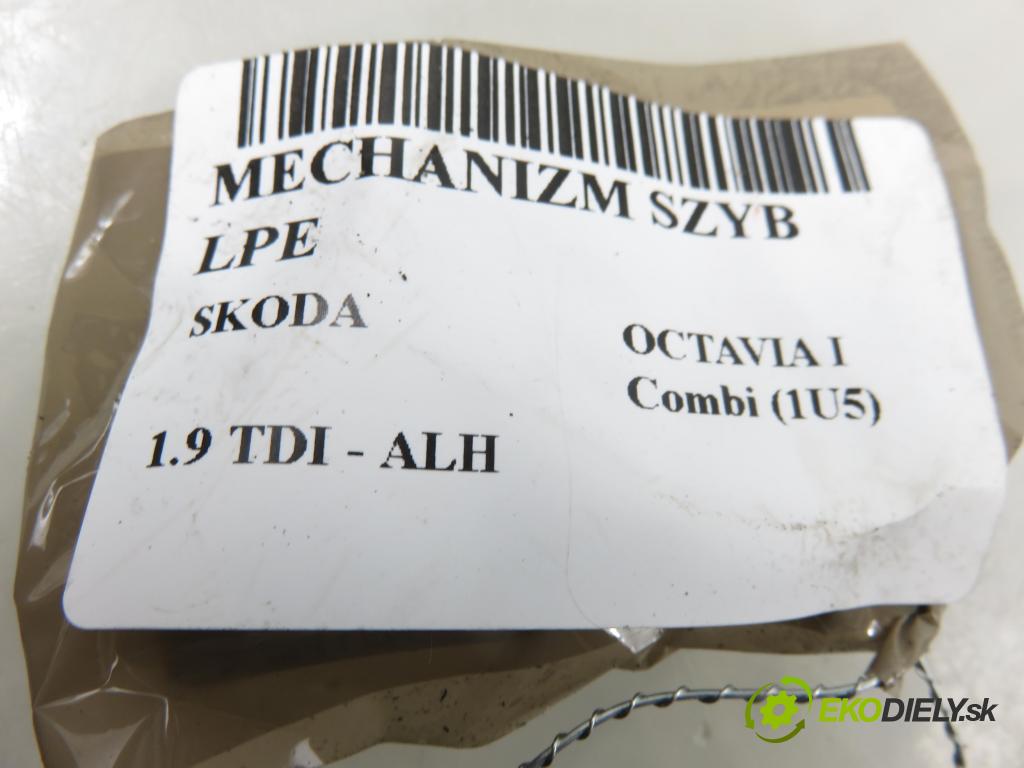 MECHANIZM SZYB
LPE
SKODA
OCTAVIA I
Combi (1U5)
1.9 TDI - ALH
EKODIELY.sk